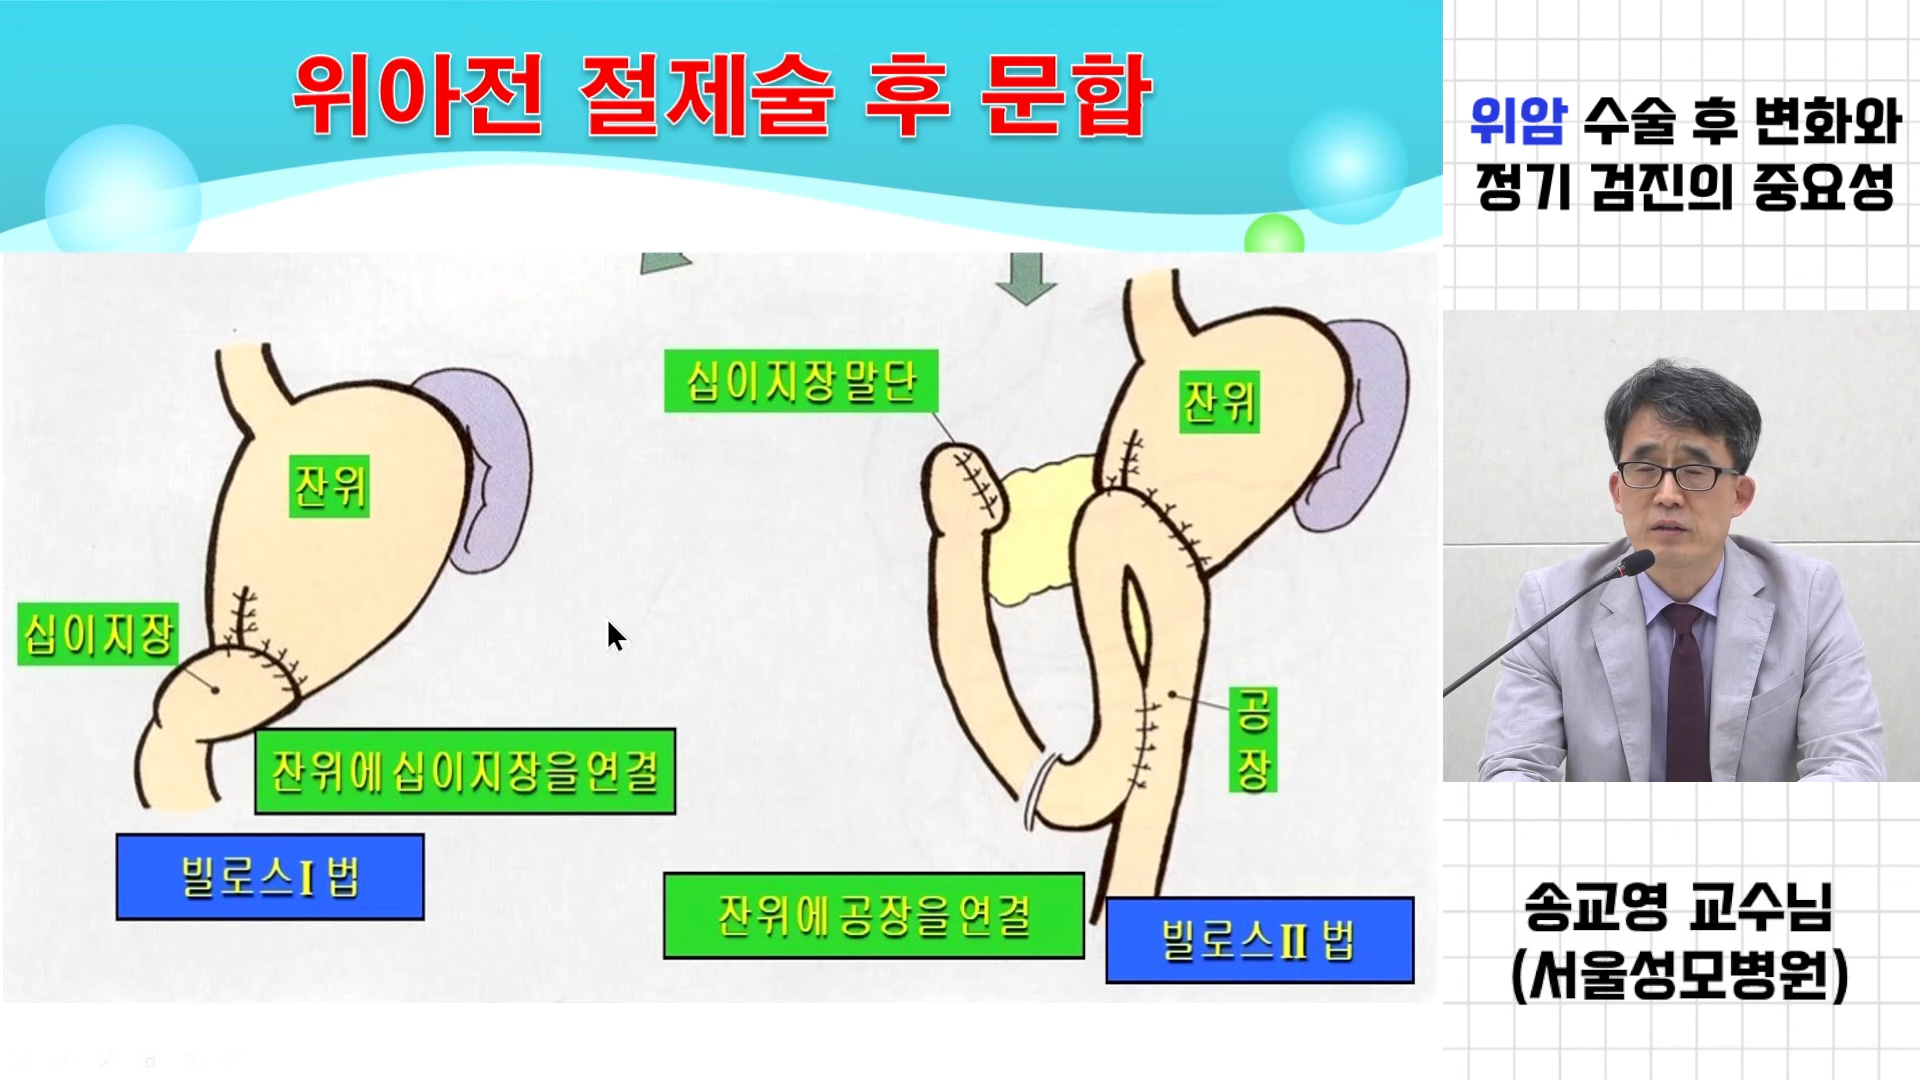 위아전 절제술 후 문합
위암 수술 후 변화와
정기 검진의 중요성
십이지장말단
잔위
잔위
십이지장
공장
잔위에 십이지장을 연결
빌로스 I 법
잔위에 공장을 연결
빌로스 II 법
송교영 교수님
(서울성모병원)